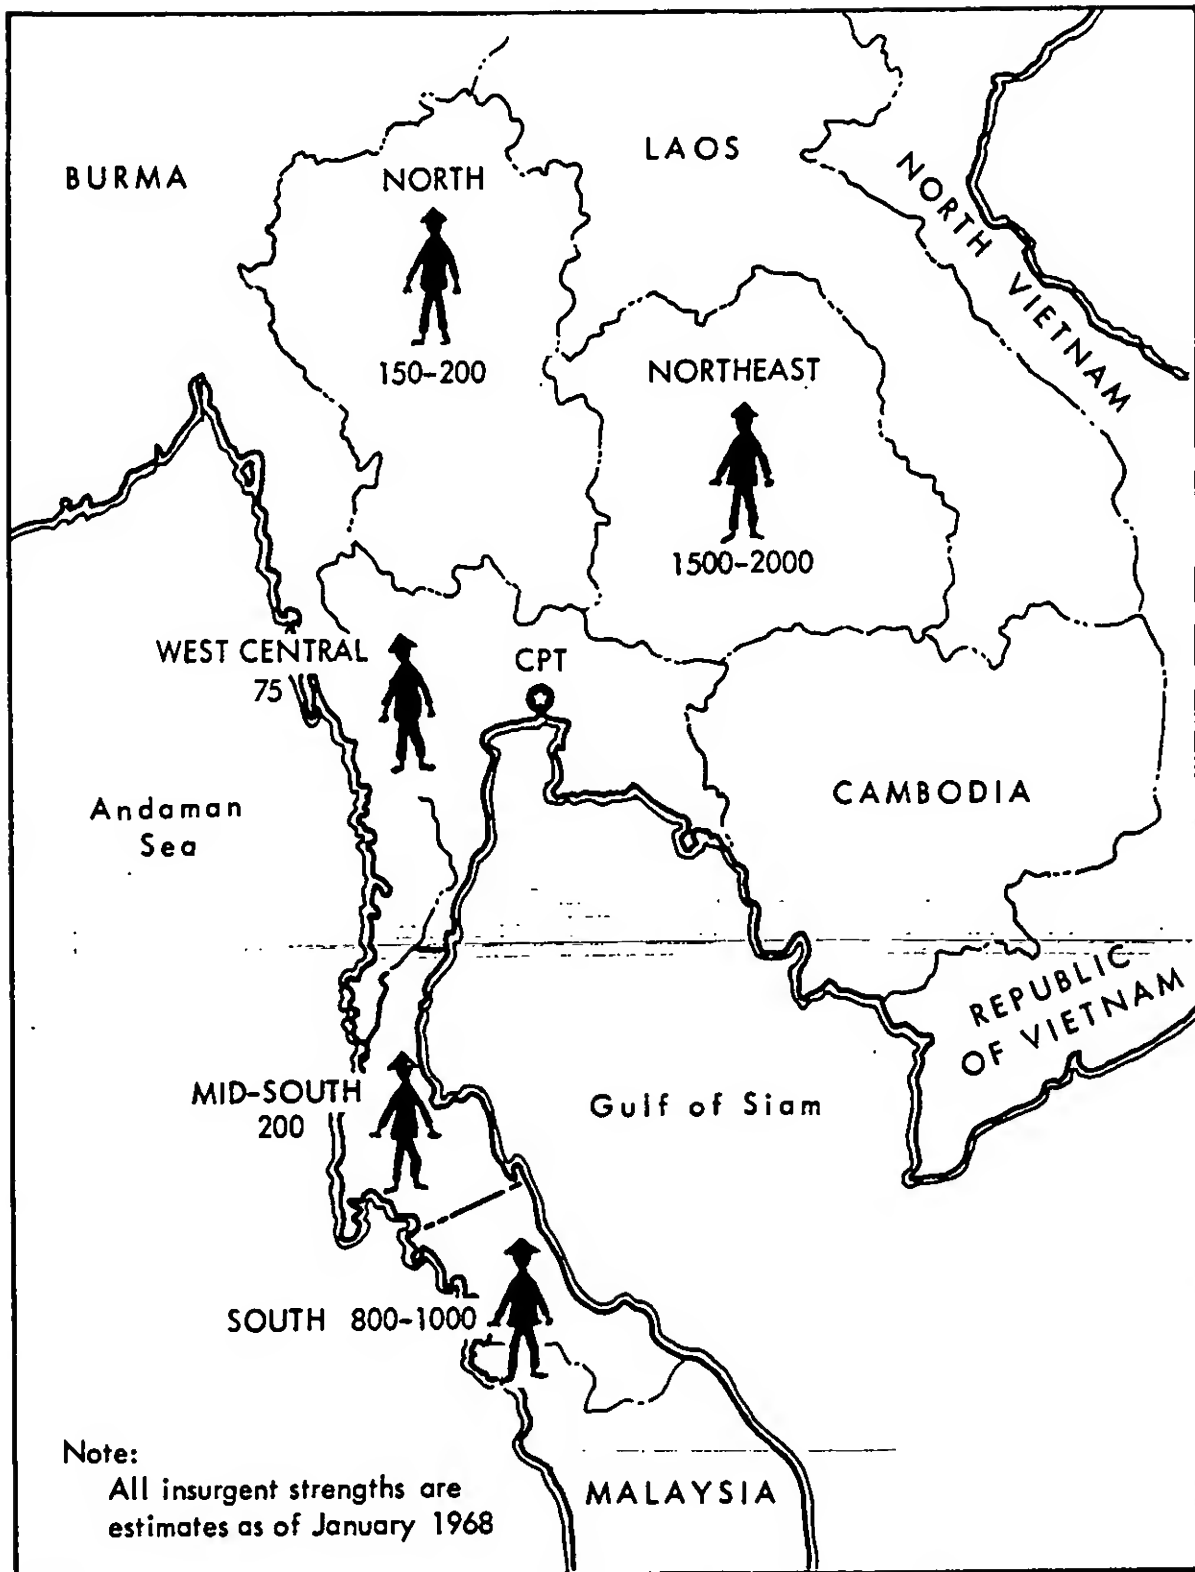 BURMA
NORTH
150-200
LAOS
NORTH VIETNAM
NORTHEAST
1500-2000
WEST CENTRAL
75
CPT
CAMBODIA
Andaman
Sea
REPUBLIC
OF VIETNAM
MID-SOUTH
200
Gulf of Siam
SOUTH 800-1000
MALAYSIA
Note:
All insurgent strengths are
estimates as of January 1968